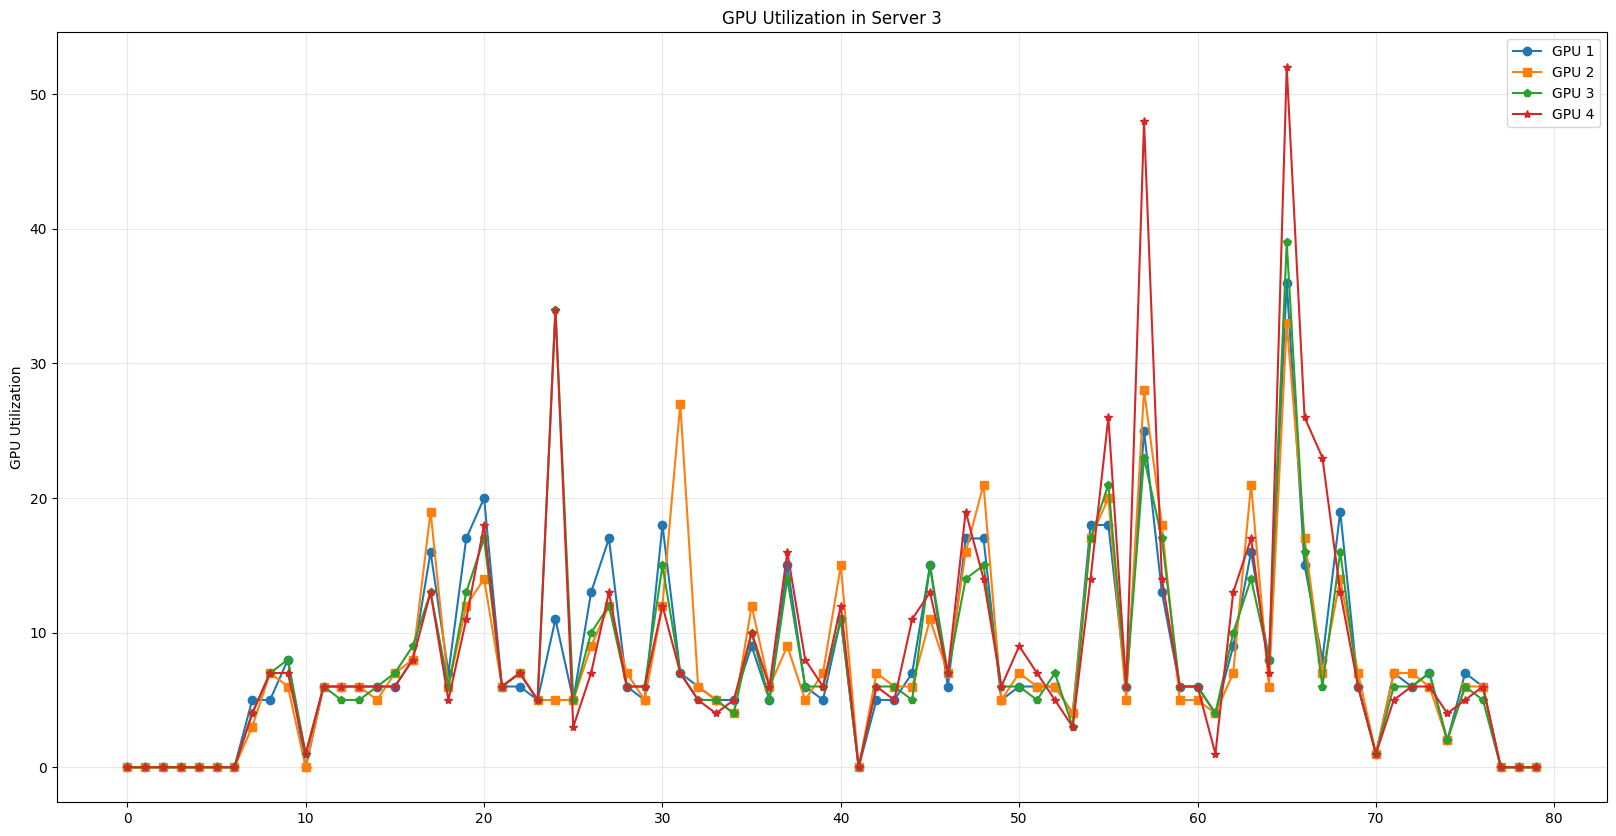 GPU Utilization in Server 3
GPU 1
GPU 2
GPU 3
GPU 4
GPU Utilization
50
40
30
20
10
0
0 10 20 30 40 50 60 70 80